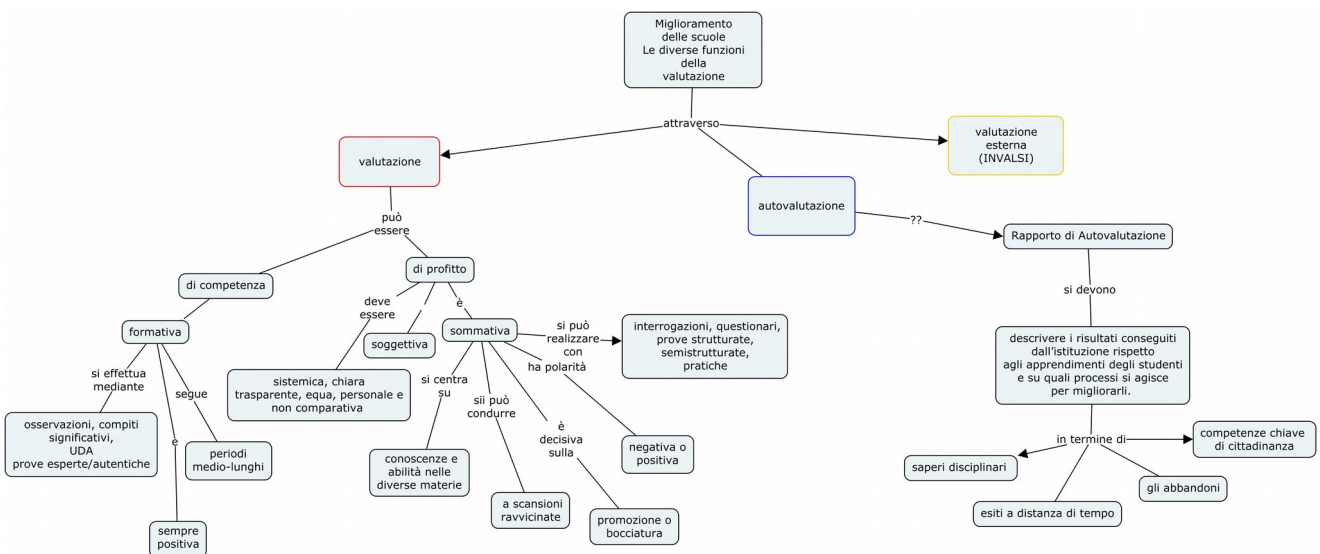 Miglioramento
delle scuole
Le diverse funzioni
della
valutazione
attraverso
valutazione
valutazione
esterna
(INVALSI)
autovalutazione
??
Rapporto di Autovalutazione
può
essere
di competenza
di profitto
si devono
formativa
deve
essere
è
soggettiva
sommativa
si può
realizzare
con
interrogazioni, questionari,
prove strutturate,
semistrutturate,
pratiche
descrivere i risultati conseguiti
dall'istituzione rispetto
agli apprendimenti degli studenti
e su quali processi si agisce
per migliorarli.
si effettua
mediante
segue
e
sistemica, chiara
trasparente, equa, personale e
non comparativa
si centra
su
sii può
condurre
è
decisiva
sulla
ha polarità
osservazioni, compiti
significativi,
UDA
prove esperte/autentiche
periodi
medio-lunghi
sempre
positiva
conoscenze e
abilità nelle
diverse materie
a scansioni
ravvicinate
promozione o
bocciatura
negativa o
positiva
in termine di
saperi disciplinari
esiti a distanza di tempo
gli abbandoni
competenze chiave
di cittadinanza